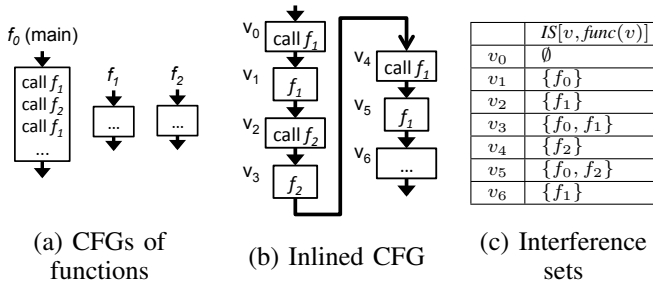 f0 (main)
call f1
call f2
call f1
...
f1
...
f2
...
(a) CFGs of
functions
v0
call f1
v1
f1
v2
call f2
v3
f2
v4
call f1
v5
f1
v6
...
(b) Inlined CFG
IS[v, func(v)]
v0 ∅
v1 {f0}
v2 {f1}
v3 {f0, f1}
v4 {f2}
v5 {f0, f2}
v6 {f1}
(c) Interference
sets